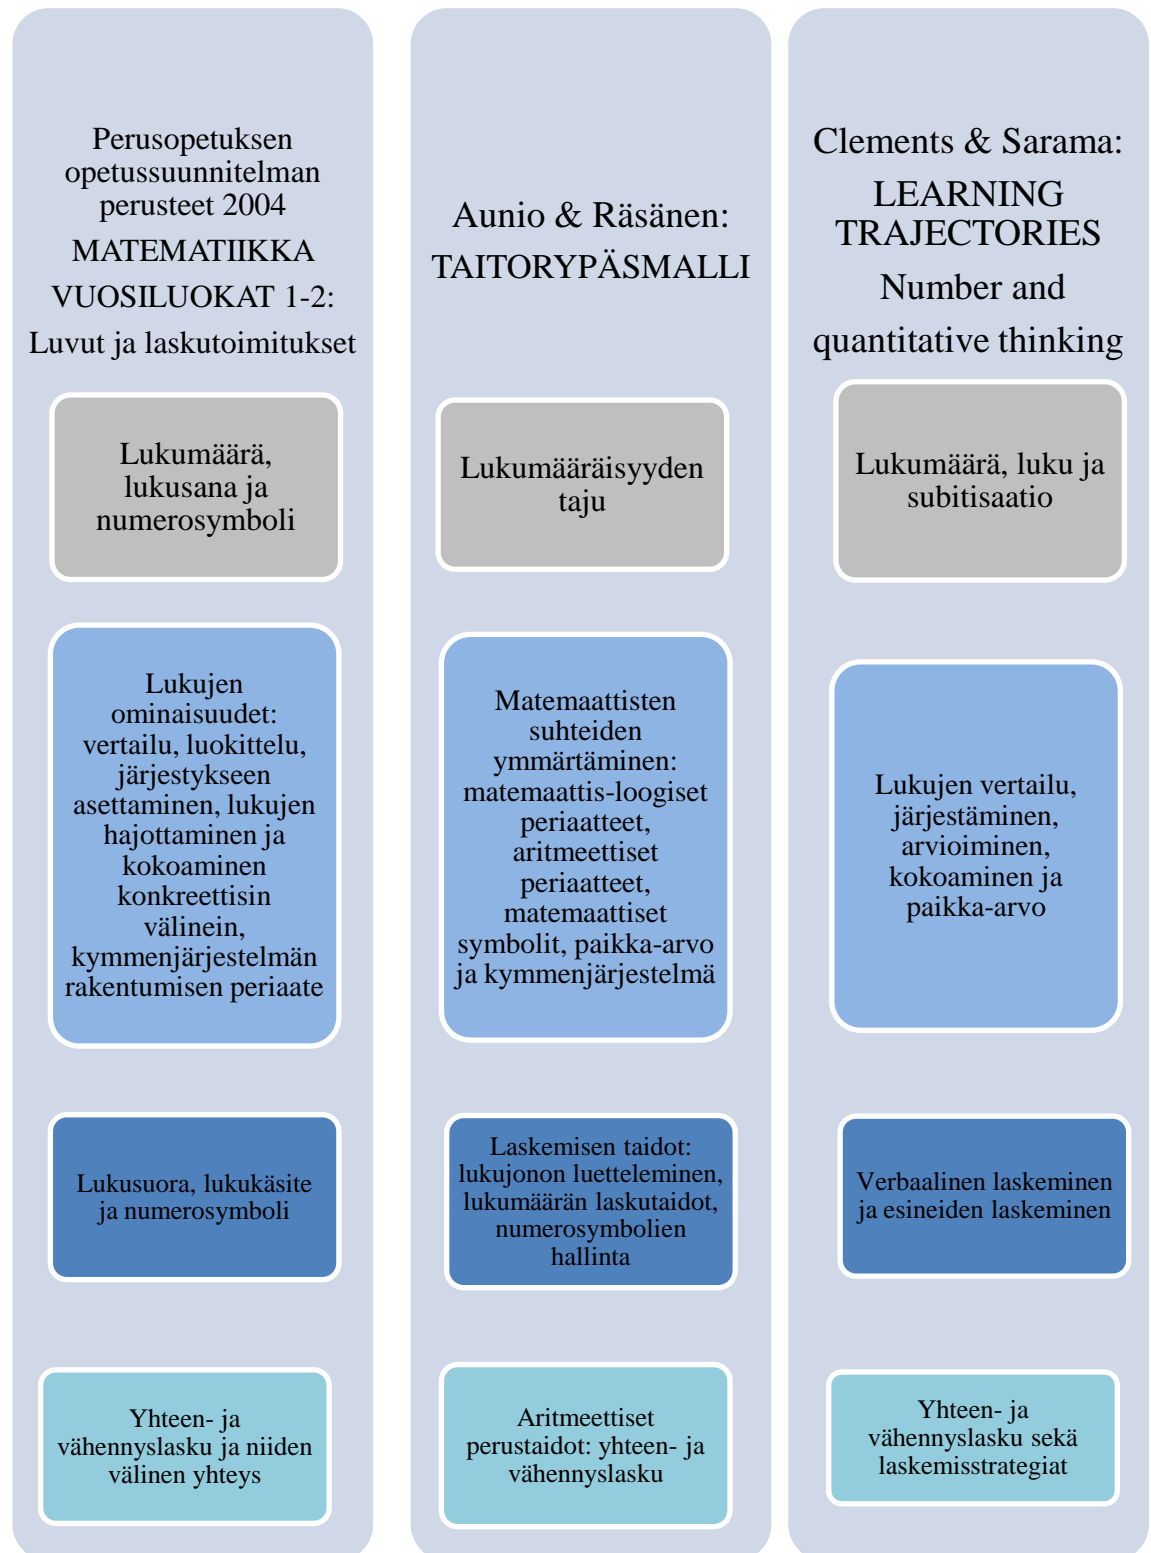 Perusopetuksen
opetussuunnitelman
perusteet 2004
MATEMATIIKKA
VUOSILUOKAT 1-2:
Luvut ja laskutoimitukset
Lukumäärä,
lukusana ja
numerosymboli
Lukujen
ominaisuudet:
vertailu, luokittelu,
järjestykseen
asettaminen, lukujen
hajottaminen ja
kokoaminen
konkreettisin
välinein,
kymmenjärjestelmän
rakentumisen periaate
Lukusuora, lukukäsite
ja numerosymboli
Yhteen- ja
vähennyslasku ja niiden
välinen yhteys
Aunio & Räsänen:
TAITORYPÄSMALLI
Lukumääräisyyden
taju
Matemaattisten
suhteiden
ymmärtäminen:
matemaattis-loogiset
periaatteet,
aritmeettiset
periaatteet,
matemaattiset
symbolit, paikka-arvo
ja kymmenjärjestelmä
Laskemisen taidot:
lukujonon luetteleminen,
lukumäärän laskutaidot,
numerosymbolien
hallinta
Aritmeettiset
perustaidot: yhteen- ja
vähennyslasku
Clements & Sarama:
LEARNING
TRAJECTORIES
Number and
quantitative thinking
Lukumäärä, luku ja
subitisaatio
Lukujen vertailu,
järjestäminen,
arvioiminen,
kokoaminen ja
paikka-arvo
Verbaalinen laskeminen
ja esineiden laskeminen
Yhteen- ja
vähennyslasku sekä
laskemisstrategiat